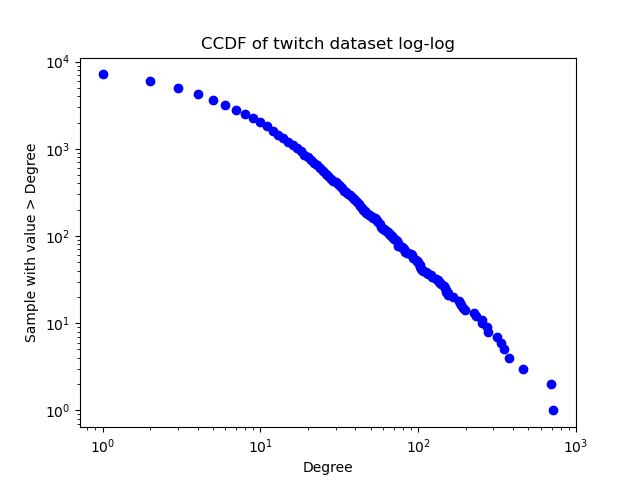 CCDF of twitch dataset log-log
Sample with value > Degree
10^4
10^3
10^2
10^1
10^0
10^0 10^1 10^2 10^3
Degree